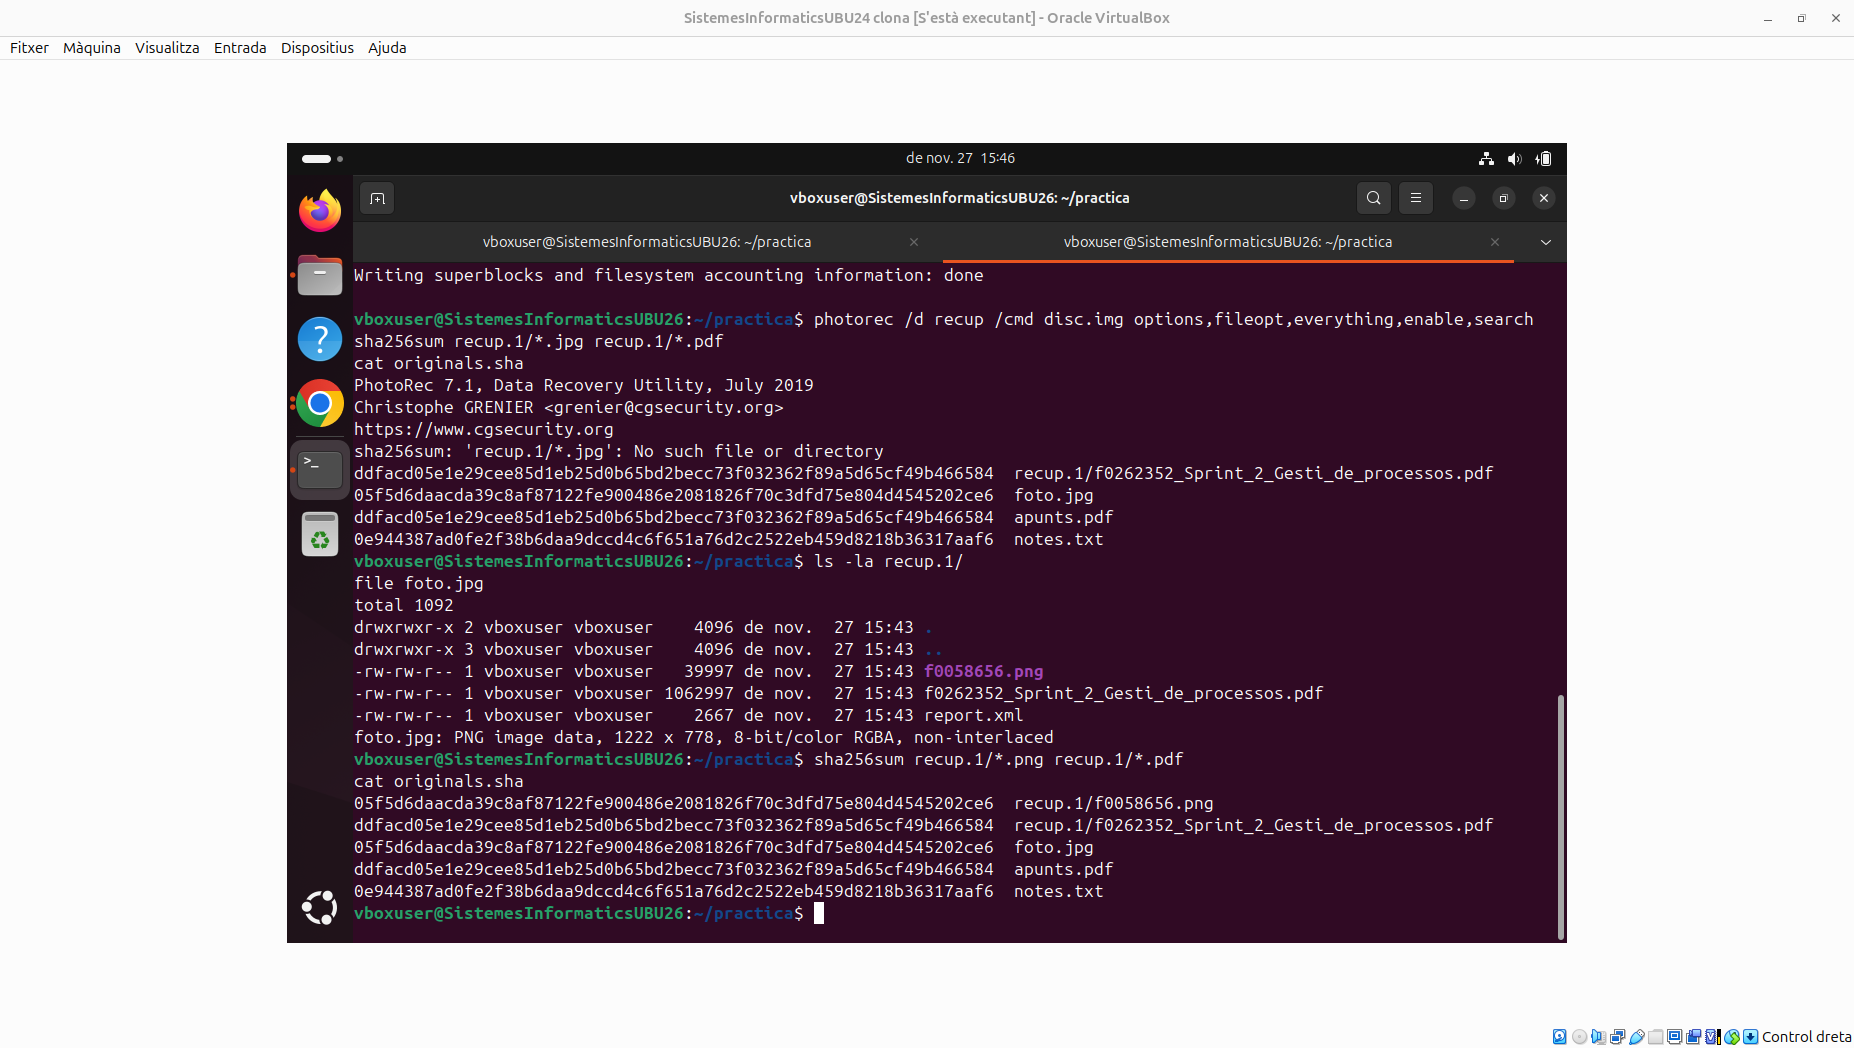 SistemesInformaticsUBU24 clona [S'està executant] - Oracle VirtualBox
Fitxer Màquina Visualitza Entrada Dispositius Ajuda
de nov. 27 15:46
vboxuser@SistemesInformaticsUBU26: ~/practica
vboxuser@SistemesInformaticsUBU26: ~/practica
vboxuser@SistemesInformaticsUBU26: ~/practica
Writing superblocks and filesystem accounting information: done
vboxuser@SistemesInformaticsUBU26:~/practica$ photorec /d recup /cmd disc.img options,fileopt,everything,enable,search
sha256sum recup.1/*.jpg recup.1/*.pdf
cat originals.sha
PhotoRec 7.1, Data Recovery Utility, July 2019
Christophe GRENIER <grenier@cgsecurity.org>
https://www.cgsecurity.org
sha256sum: 'recup.1/*.jpg': No such file or directory
ddfacd05e1e29cee85d1eb25d0b65bd2becc73f032362f89a5d65cf49b466584  recup.1/f0262352_Sprint_2_Gesti_de_processos.pdf
05f5d6daacda39c8af87122fe900486e2081826f70c3dfd75e804d4545202ce6  foto.jpg
ddfacd05e1e29cee85d1eb25d0b65bd2becc73f032362f89a5d65cf49b466584  apunts.pdf
0e944387ad0fe2f38b6daa9dccd4c6f651a76d2c2522eb459d8218b36317aaf6  notes.txt
vboxuser@SistemesInformaticsUBU26:~/practica$ ls -la recup.1/
file foto.jpg
total 1092
drwxrwxr-x 2 vboxuser vboxuser    4096 de nov.  27 15:43 .
drwxrwxr-x 3 vboxuser vboxuser    4096 de nov.  27 15:43 ..
-rw-rw-r-- 1 vboxuser vboxuser   39997 de nov.  27 15:43 f0058656.png
-rw-rw-r-- 1 vboxuser vboxuser 1062997 de nov.  27 15:43 f0262352_Sprint_2_Gesti_de_processos.pdf
-rw-rw-r-- 1 vboxuser vboxuser    2667 de nov.  27 15:43 report.xml
foto.jpg: PNG image data, 1222 x 778, 8-bit/color RGBA, non-interlaced
vboxuser@SistemesInformaticsUBU26:~/practica$ sha256sum recup.1/*.png recup.1/*.pdf
cat originals.sha
05f5d6daacda39c8af87122fe900486e2081826f70c3dfd75e804d4545202ce6  recup.1/f0058656.png
ddfacd05e1e29cee85d1eb25d0b65bd2becc73f032362f89a5d65cf49b466584  recup.1/f0262352_Sprint_2_Gesti_de_processos.pdf
05f5d6daacda39c8af87122fe900486e2081826f70c3dfd75e804d4545202ce6  foto.jpg
ddfacd05e1e29cee85d1eb25d0b65bd2becc73f032362f89a5d65cf49b466584  apunts.pdf
0e944387ad0fe2f38b6daa9dccd4c6f651a76d2c2522eb459d8218b36317aaf6  notes.txt
vboxuser@SistemesInformaticsUBU26:~/practica$
Control dreta